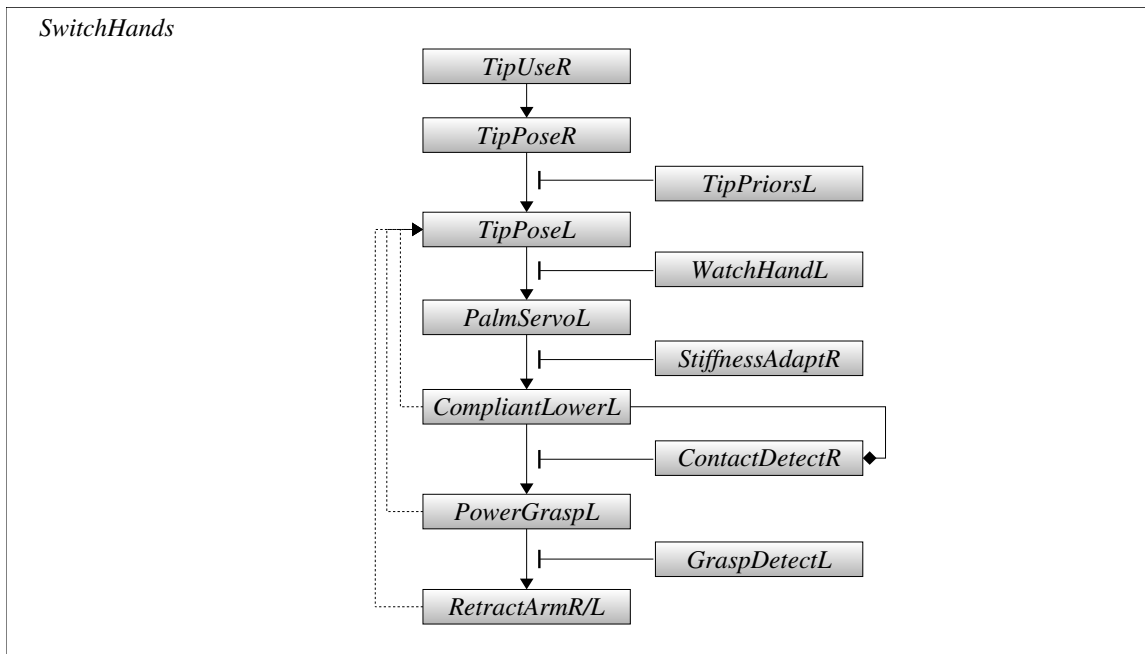 SwitchHands
TipUseR
TipPoseR
TipPriorsL
TipPoseL
WatchHandL
PalmServoL
StiffnessAdaptR
CompliantLowerL
ContactDetectR
PowerGraspL
GraspDetectL
RetractArmR/L